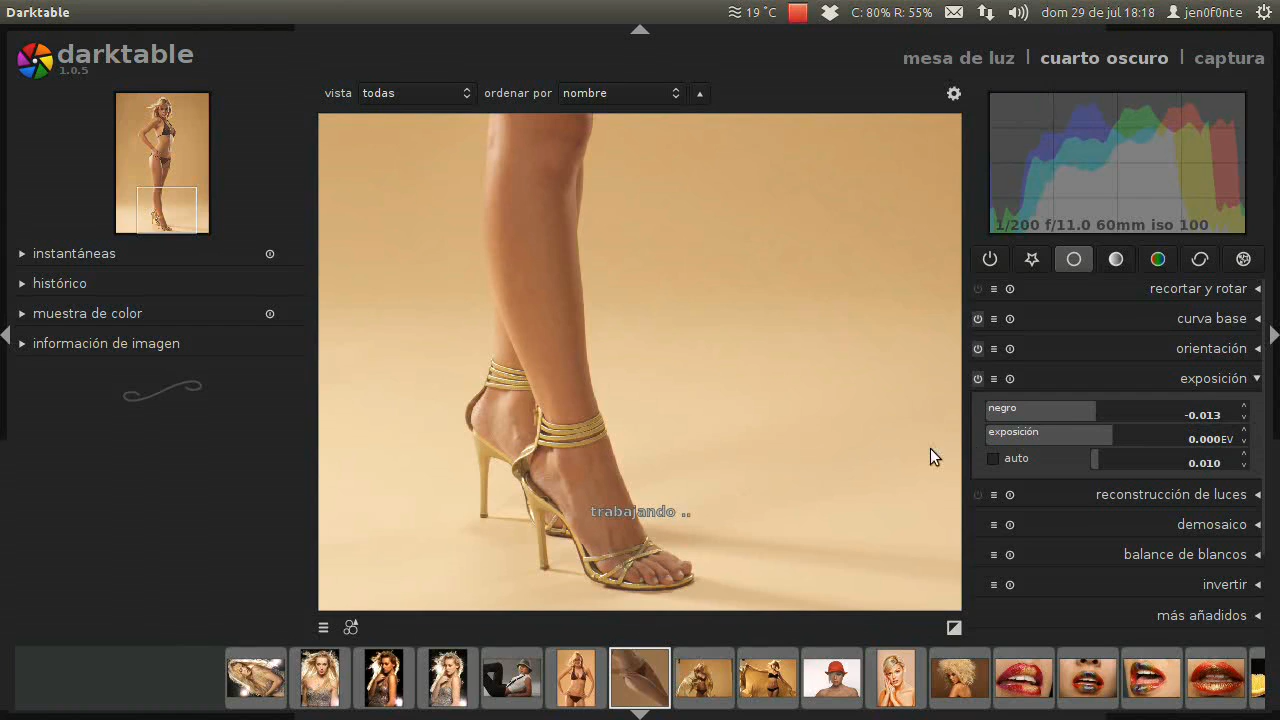 Darktable
19 °C
C: 80% R: 55%
dom 29 de jul 18:18
jen0f0nte
darktable
1.0.5
mesa de luz | cuarto oscuro | captura
vista todas ordenar por nombre
1/200 f/11.0 60mm iso 100
instantáneas
histórico
muestra de color
información de imagen
recortar y rotar
curva base
orientación
exposición
negro -0.013
exposición 0.000EV
auto 0.010
reconstrucción de luces
demosaico
balance de blancos
invertir
más añadidos
trabajando ..